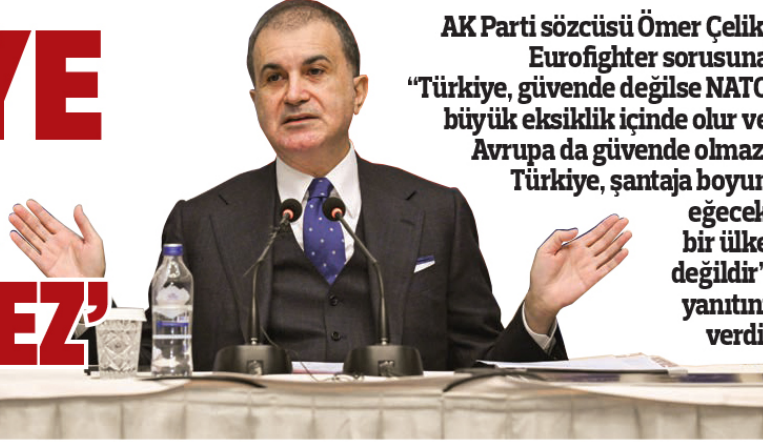 YE
EZ'
AK Parti sözcüsü Ömer Çelik
Eurofighter sorusuna
“Türkiye, güvende değilse NATO
büyük eksiklik içinde olur ve
Avrupa da güvende olmaz
Türkiye, şantaja boyun
eğecek
bir ülke
değildir”
yanıtın
verdi